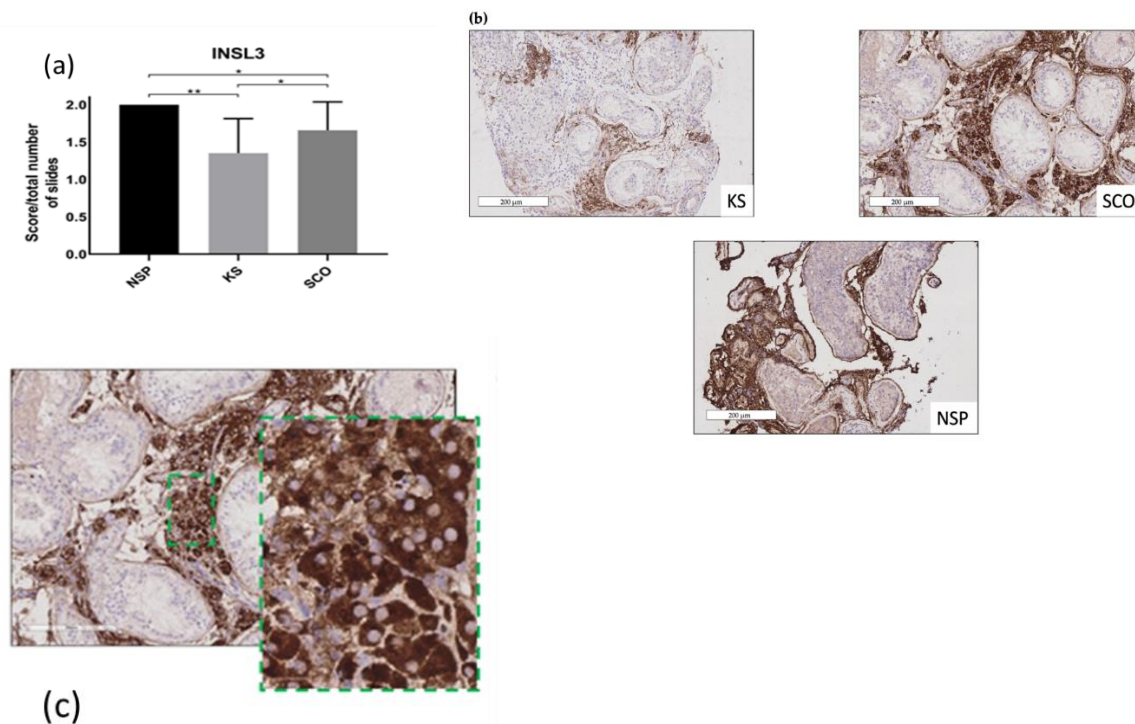 (a)
INSL3
*
**
*
Score/total number
of slides
2.0
1.5
1.0
0.5
0.0
NSP
KS
SCO
(b)
200 µm
KS
200 µm
SCO
200 µm
NSP
(c)